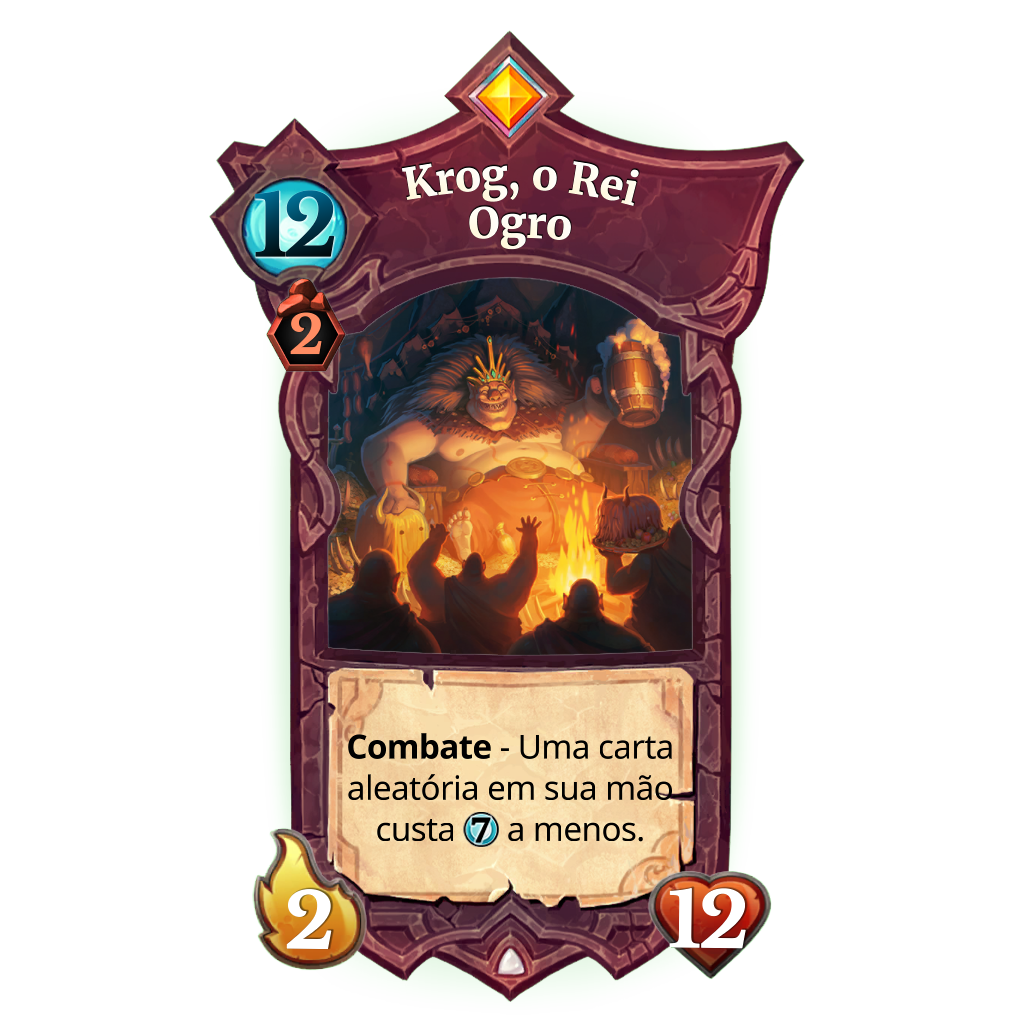 Krog, o Rei
Ogro
12
2
Combate - Uma carta
aleatória em sua mão
custa 7 a menos.
2
12